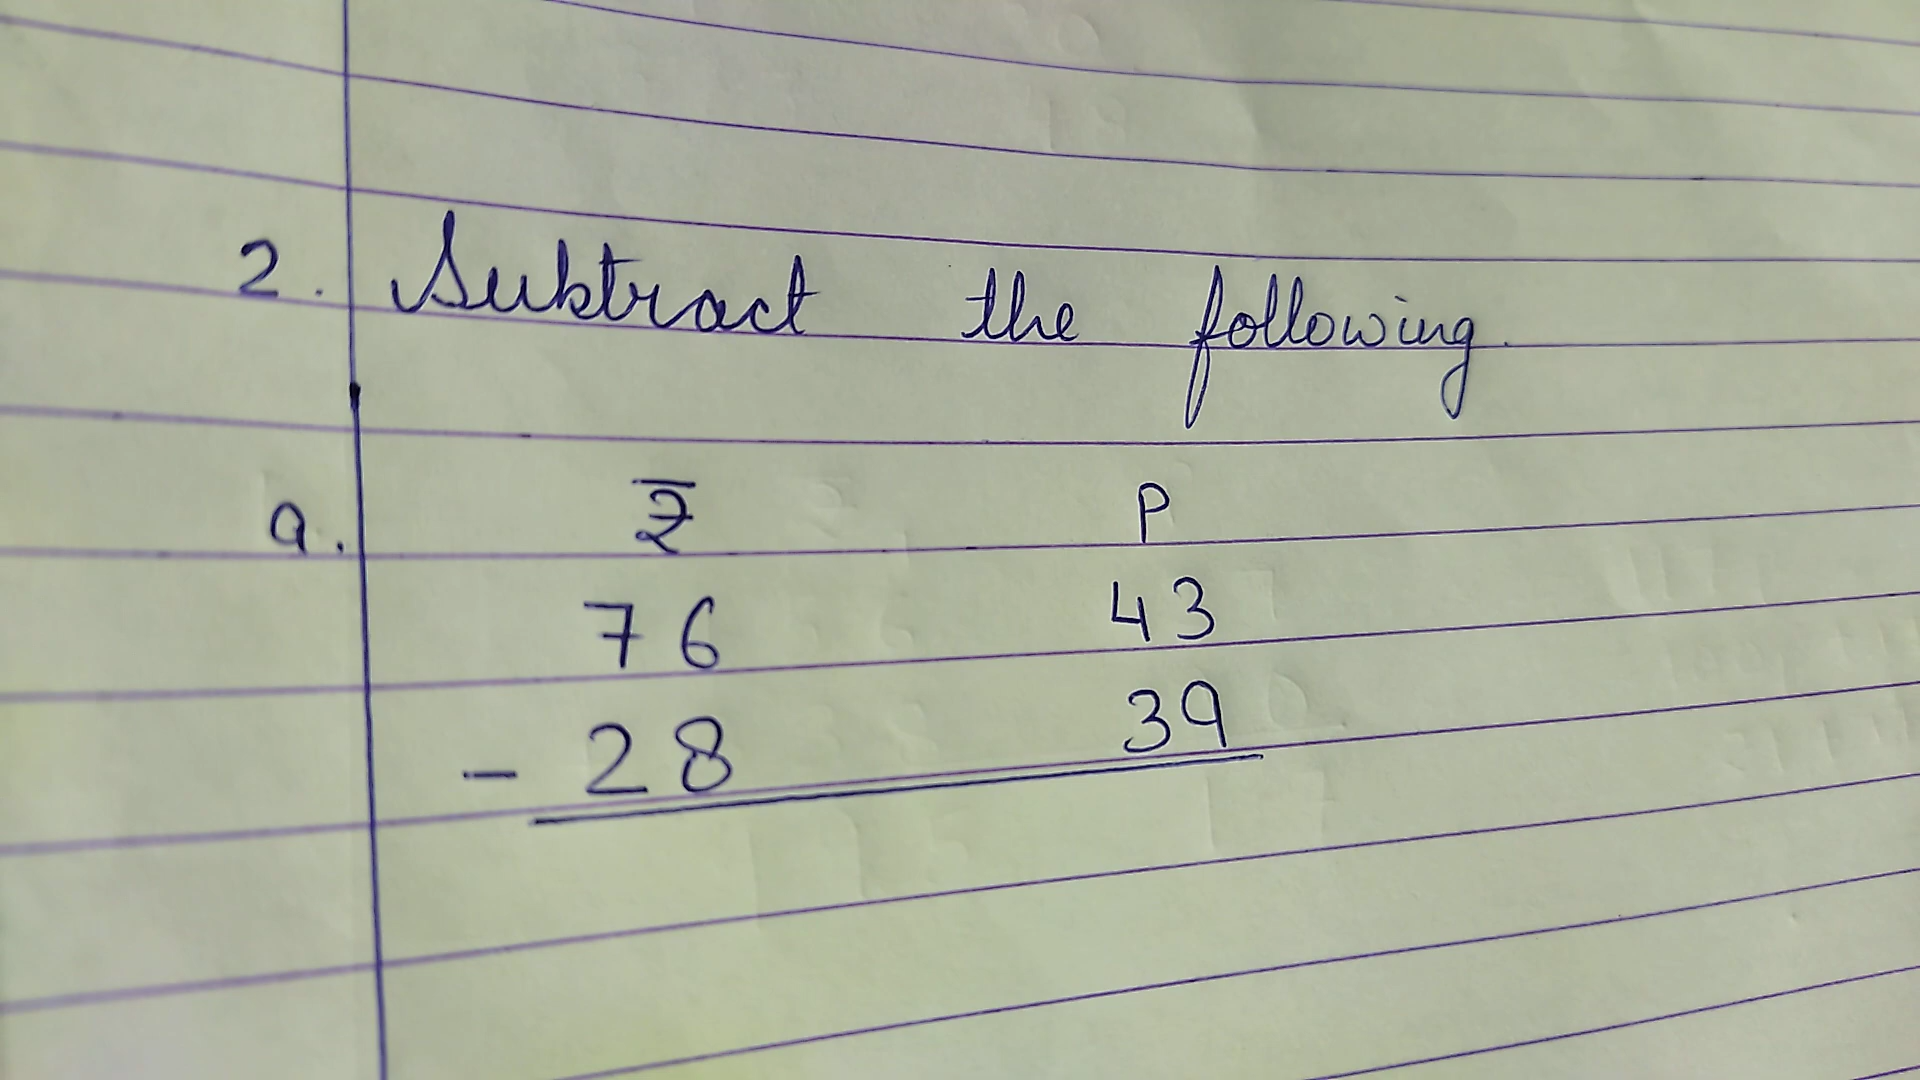 2. Subtract the following.
a. ₹ P
76 43
- 28 39